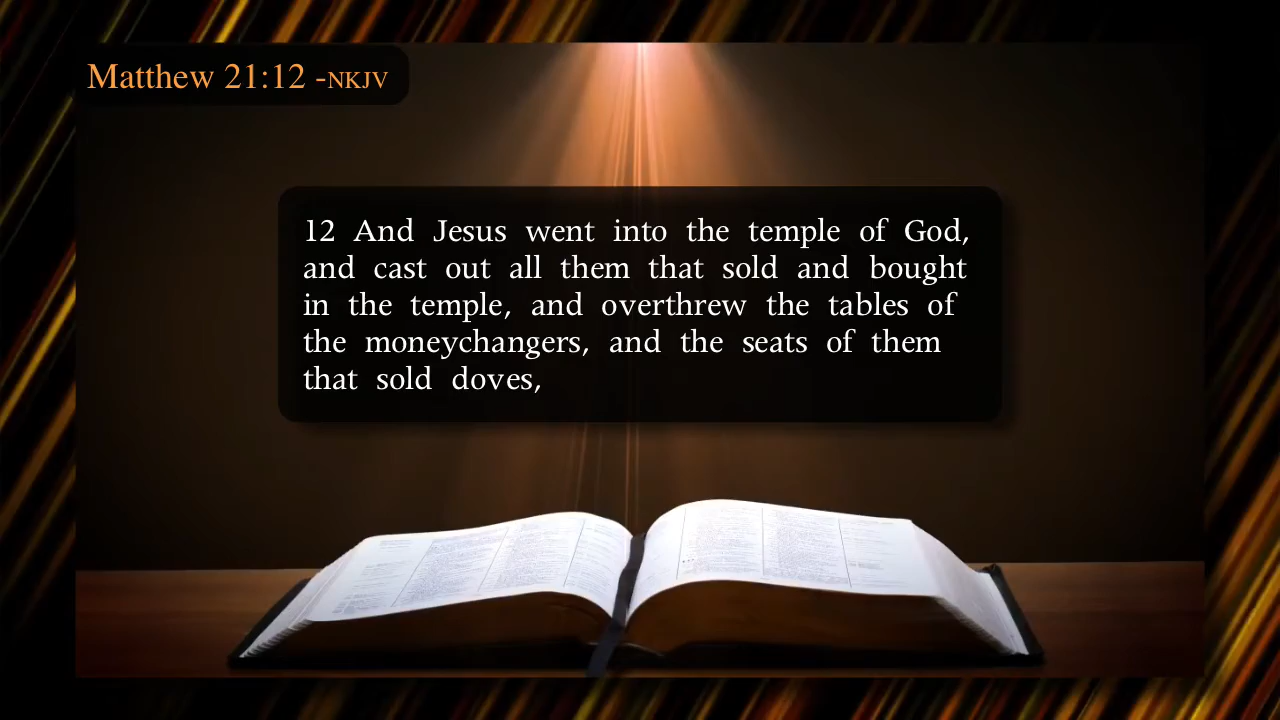 Matthew 21:12 -NKJV
12 And Jesus went into the temple of God,
and cast out all them that sold and bought
in the temple, and overthrew the tables of
the moneychangers, and the seats of them
that sold doves,